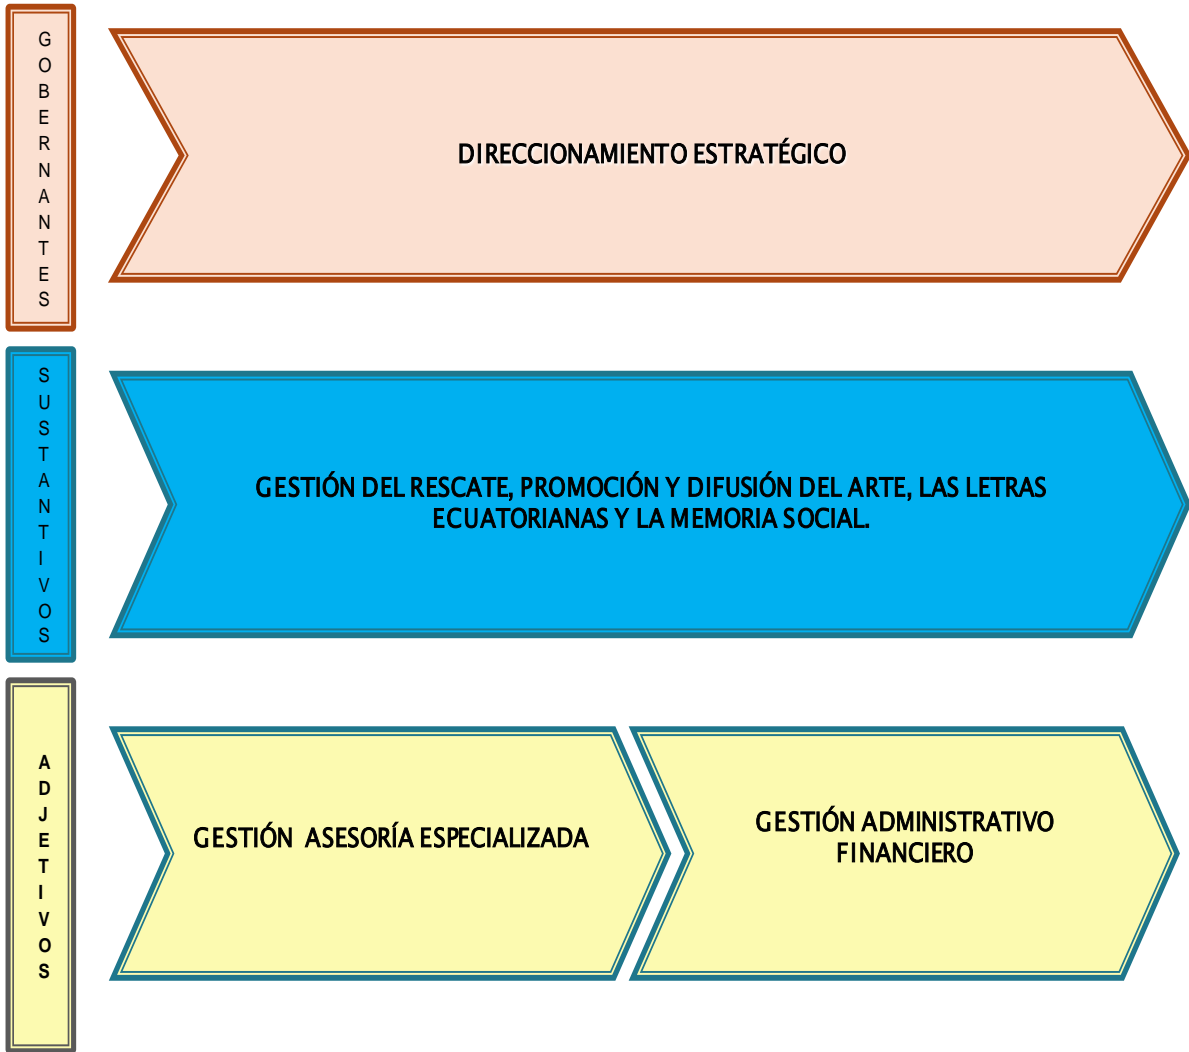 GOBERNANTES
DIRECCIONAMIENTO ESTRATÉGICO
SUSTANTIVOS
GESTIÓN DEL RESCATE, PROMOCIÓN Y DIFUSIÓN DEL ARTE, LAS LETRAS
ECUATORIANAS Y LA MEMORIA SOCIAL.
ADJETIVOS
GESTIÓN ASESORÍA ESPECIALIZADA
GESTIÓN ADMINISTRATIVO
FINANCIERO